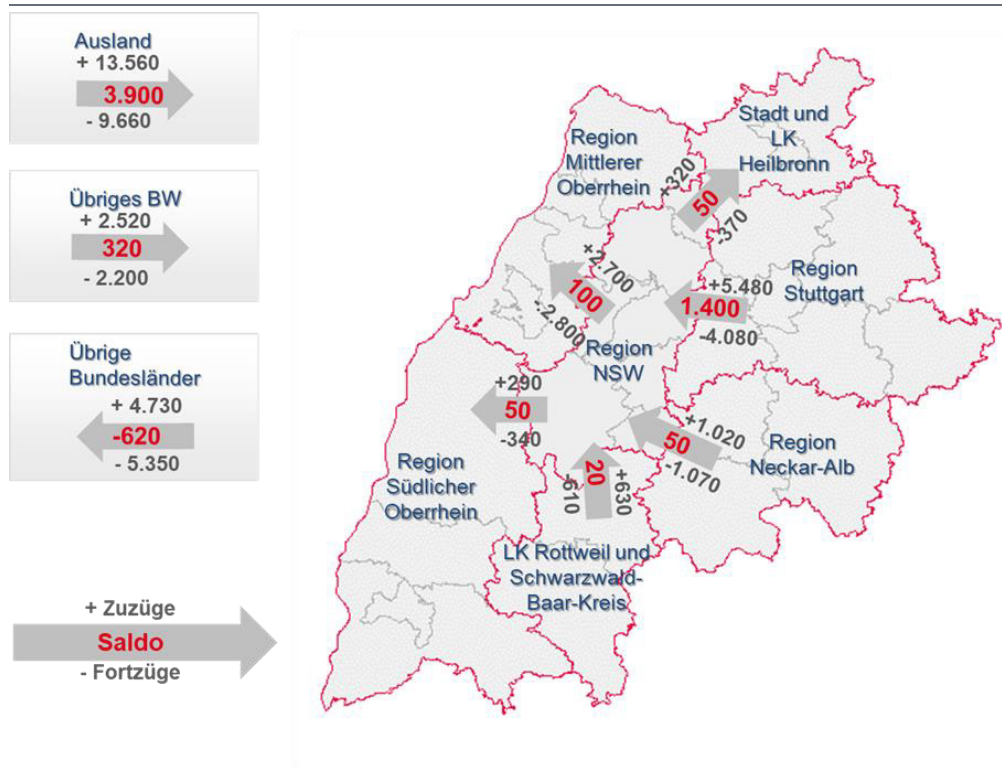 Ausland
+ 13.560
3.900
- 9.660
Übriges BW
+ 2.520
320
- 2.200
Übrige
Bundesländer
+ 4.730
-620
- 5.350
+ Zuzüge
Saldo
- Fortzüge
Stadt und
LK
Heilbronn
Region
Mittlerer
Oberrhein
+320
50
-370
Region
Stuttgart
+2.700
100
-2.800
+5.480
1.400
-4.080
Region
NSW
+290
50
-340
+1.020
50
-1.070
Region
Neckar-Alb
Region
Südlicher
Oberrhein
-610
20
+630
LK Rottweil und
Schwarzwald-
Baar-Kreis